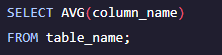 SELECT AVG(column_name)
FROM table_name;